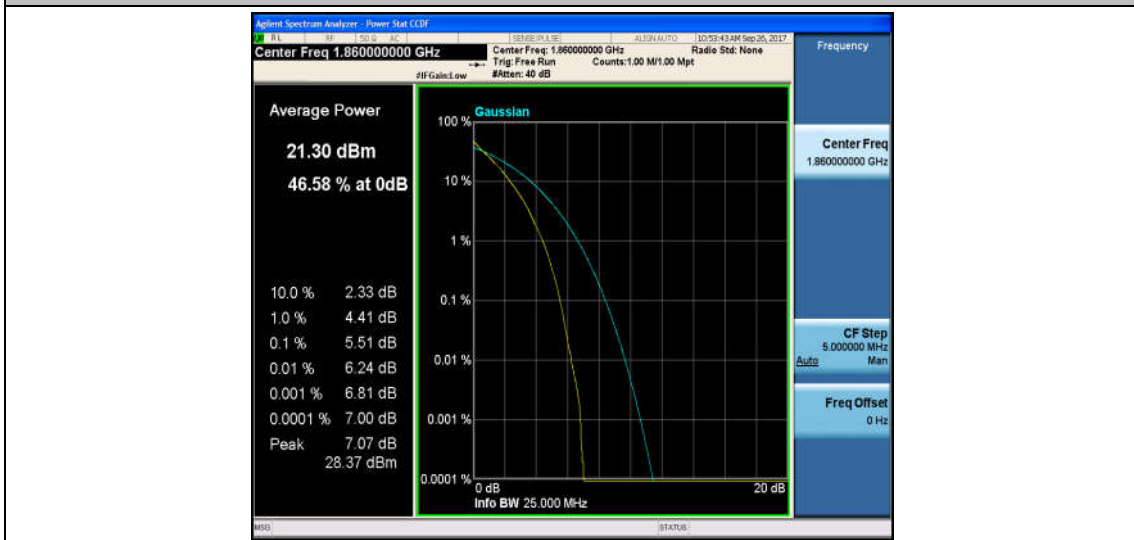 Agilent Spectrum Analyzer - Power Stat CCDF
RL RF 50 Ω AC SENSE:PULSE ALIGN AUTO 10:53:43 AM Sep 26, 2017
Center Freq 1.860000000 GHz
Center Freq: 1.860000000 GHz Radio Std: None
Trig: Free Run Counts:1.00 M/1.00 Mpt
#IFGain:Low #Atten: 40 dB
Frequency
Average Power
21.30 dBm
46.58 % at 0dB
10.0 % 2.33 dB
1.0 % 4.41 dB
0.1 % 5.51 dB
0.01 % 6.24 dB
0.001 % 6.81 dB
0.0001 % 7.00 dB
Peak 7.07 dB
28.37 dBm
Gaussian
100 %
10 %
1 %
0.1 %
0.01 %
0.001 %
0.0001 %
0 dB 20 dB
Info BW 25.000 MHz
Center Freq
1.860000000 GHz
CF Step
5.000000 MHz
Auto Man
Freq Offset
0 Hz
MSG STATUS